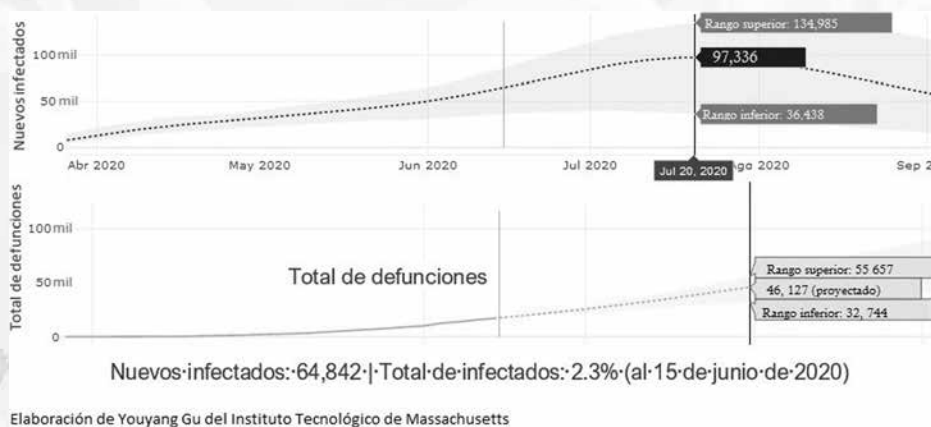 Nuevos infectados
100mil
50mil
0
Rango superior: 134,985
97,336
Rango inferior: 36,438
Abr 2020
May 2020
Jun 2020
Jul 2020
Jul 20, 2020
Ago 2020
Sep 2
Total de defunciones
100mil
50mil
0
Total de defunciones
Rango superior: 55 657
46, 127 (proyectado)
Rango inferior: 32, 744
Nuevos·infectados:·64,842·|·Total·de·infectados:·2.3%·(al·15·de·junio·de·2020)
Elaboración de Youyang Gu del Instituto Tecnológico de Massachusetts